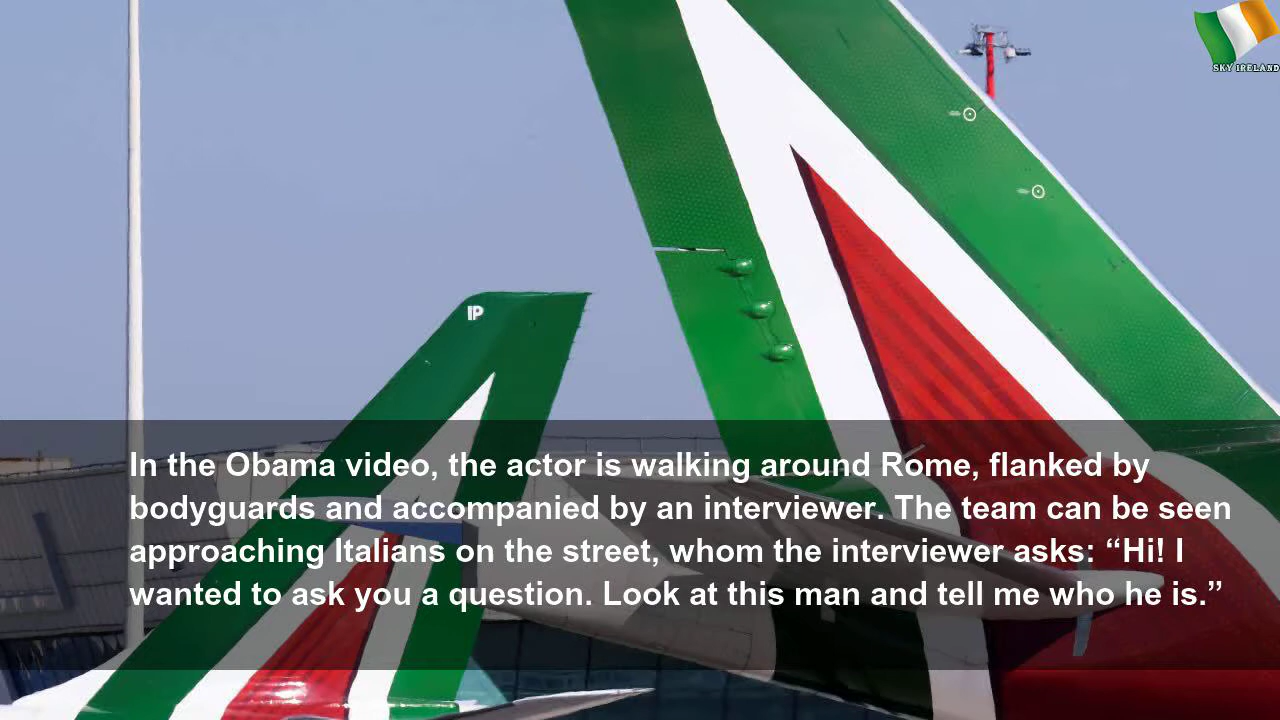 SKY IRELAND
IP
In the Obama video, the actor is walking around Rome, flanked by
bodyguards and accompanied by an interviewer. The team can be seen
approaching Italians on the street, whom the interviewer asks: “Hi! I
wanted to ask you a question. Look at this man and tell me who he is.”